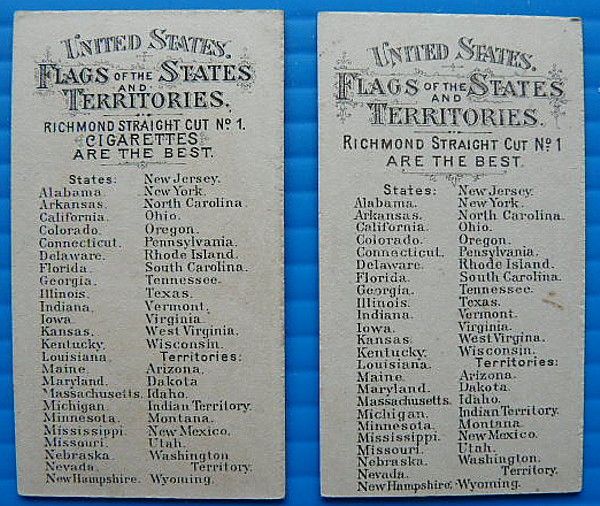 UNITED STATES.
FLAGS OF THE STATES
AND
TERRITORIES.
RICHMOND STRAIGHT CUT No 1.
CIGARETTES
ARE THE BEST.
States:
Alabama.
Arkansas.
California.
Colorado.
Connecticut.
Delaware.
Florida.
Georgia.
Illinois.
Indiana.
Iowa.
Kansas.
Kentucky.
Louisiana.
Maine.
Maryland.
Massachusetts.
Michigan.
Minnesota.
Mississippi.
Missouri.
Nebraska.
Nevada.
New Hampshire.
New Jersey.
New York.
North Carolina.
Ohio.
Oregon.
Pennsylvania.
Rhode Island.
South Carolina.
Tennessee.
Texas.
Vermont.
Virginia.
West Virginia.
Wisconsin.
Territories:
Arizona.
Dakota
Idaho.
Indian Territory.
Montana.
New Mexico.
Utah.
Washington
Territory.
Wyoming.
UNITED STATES.
FLAGS OF THE STATES
AND
TERRITORIES.
RICHMOND STRAIGHT CUT No 1
ARE THE BEST.
States:
Alabama.
Arkansas.
California.
Colorado.
Connecticut.
Delaware.
Florida.
Georgia.
Illinois.
Indiana.
Iowa.
Kansas.
Kentucky.
Louisiana.
Maine.
Maryland.
Massachusetts.
Michigan.
Minnesota.
Mississippi.
Missouri.
Nebraska.
Nevada.
New Hampshire.
New Jersey.
New York.
North Carolina.
Ohio.
Oregon.
Pensylvania.
Rhode Island.
South Carolina.
Tennessee.
Texas.
Vermont.
Virginia.
West Virgina.
Wisconsin.
Territories:
Arizona.
Dakota.
Idaho.
Indian Territory.
Montana.
New Mexico.
Utah.
Washington.
Territory.
Wyoming.